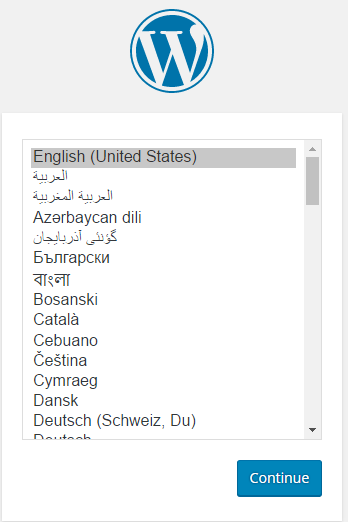 English (United States)
العربية
العربية المغربية
Azərbaycan dili
گؤنئی آذربایجان
Български
বাংলা
Bosanski
Català
Cebuano
Čeština
Cymraeg
Dansk
Deutsch (Schweiz, Du)
Deutsch
Continue